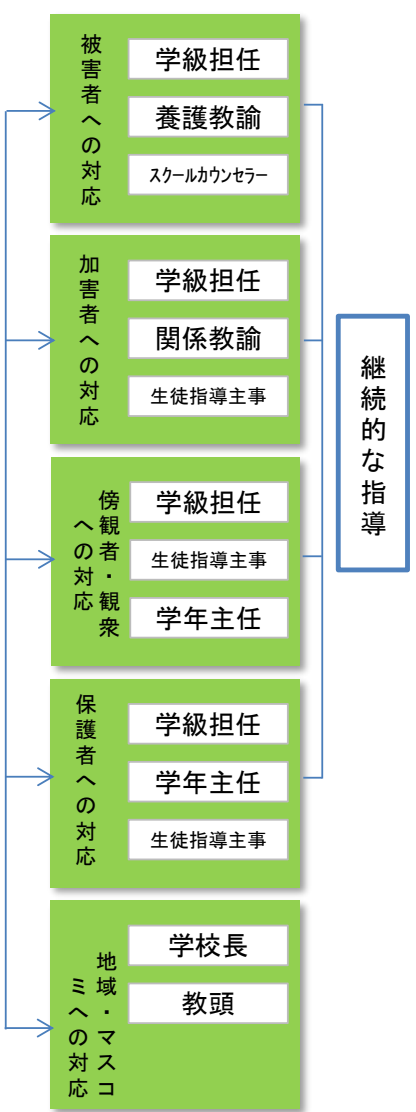 被害者への対応
学級担任
養護教諭
スクールカウンセラー
加害者への対応
学級担任
関係教諭
生徒指導主事
傍観者・観衆
への対応
学級担任
生徒指導主事
学年主任
保護者への対応
学級担任
学年主任
生徒指導主事
地域・マスコ
ミへの対応
学校長
教頭
継続的な指導